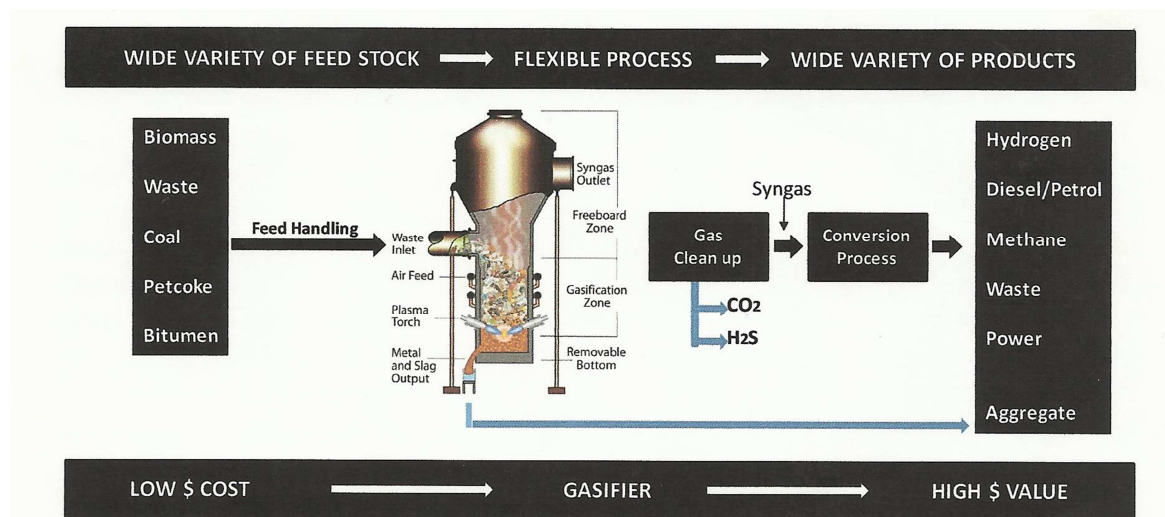 WIDE VARIETY OF FEED STOCK
FLEXIBLE PROCESS
WIDE VARIETY OF PRODUCTS
Biomass
Waste
Coal
Petcoke
Bitumen
Feed Handling
Waste
Inlet
Air Feed
Plasma
Torch
Metal
and Slag
Output
Syngas
Outlet
Freeboard
Zone
Gasification
Zone
Removable
Bottom
Gas
Clean up
CO2
H2S
Syngas
Conversion
Process
Hydrogen
Diesel/Petrol
Methane
Waste
Power
Aggregate
LOW $ COST
GASIFIER
HIGH $ VALUE